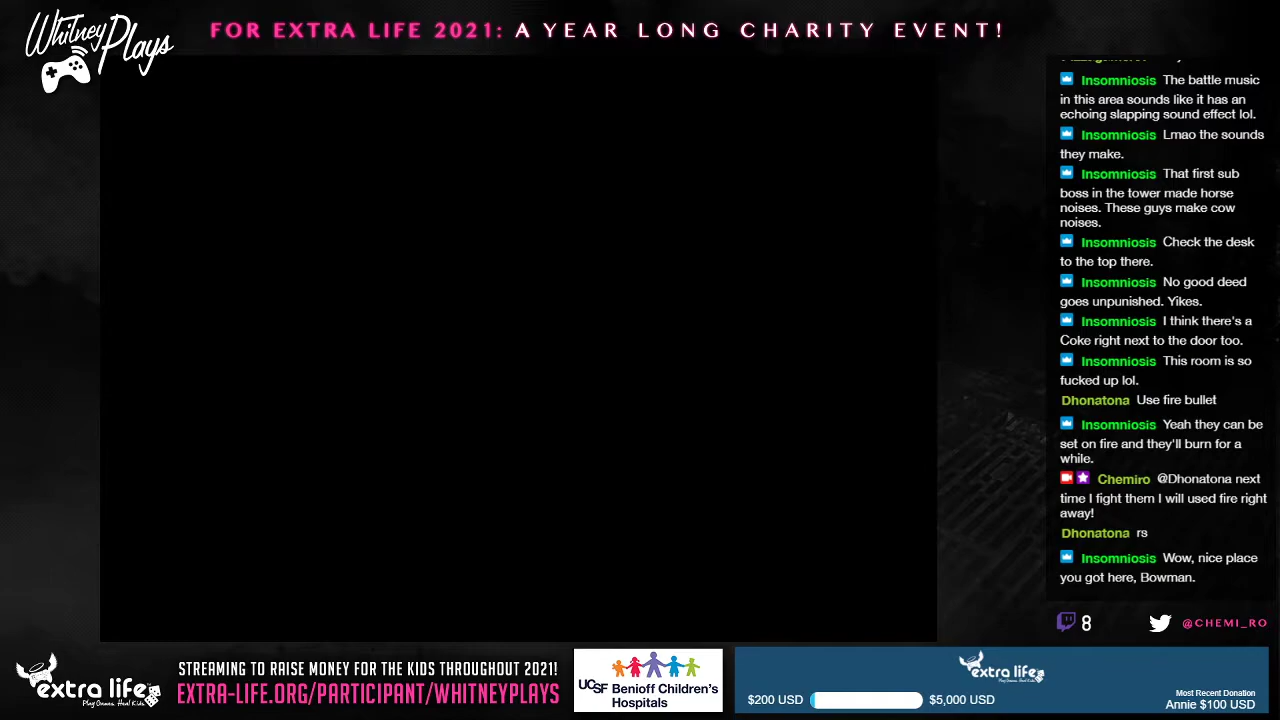 Whitney Plays
FOR EXTRA LIFE 2021: A YEAR LONG CHARITY EVENT!
Insomniosis The battle music
in this area sounds like it has an
echoing slapping sound effect lol.
Insomniosis Lmao the sounds
they make.
Insomniosis That first sub
boss in the tower made horse
noises. These guys make cow
noises.
Insomniosis Check the desk
to the top there.
Insomniosis No good deed
goes unpunished. Yikes.
Insomniosis I think there's a
Coke right next to the door too.
Insomniosis This room is so
fucked up lol.
Dhonatona Use fire bullet
Insomniosis Yeah they can be
set on fire and they'll burn for a
while.
Chemiro @Dhonatona next
time I fight them I will used fire right
away!
Dhonatona rs
Insomniosis Wow, nice place
you got here, Bowman.
8
@CHEMI_RO
extra life
Play Games. Heal Kids.
STREAMING TO RAISE MONEY FOR THE KIDS THROUGHOUT 2021!
EXTRA-LIFE.ORG/PARTICIPANT/WHITNEYPLAYS
UCSF Benioff Children's
Hospitals
extra life
$200 USD $5,000 USD
Most Recent Donation
Annie $100 USD